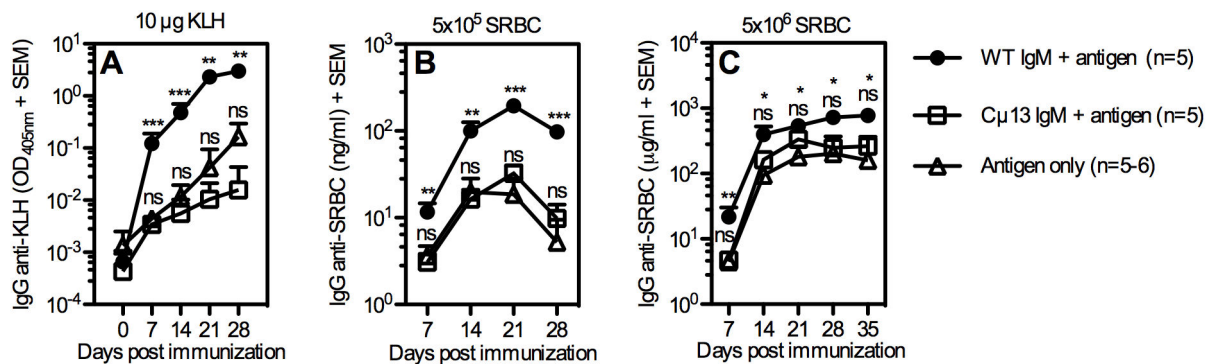 10 µg KLH
A
IgG anti-KLH (OD405nm + SEM)
10¹
10⁰
10⁻¹
10⁻²
10⁻³
10⁻⁴
*** *** ** **
ns ns ns ns
0 7 14 21 28
Days post immunization
5x10⁵ SRBC
B
IgG anti-SRBC (ng/ml) + SEM
10³
10²
10¹
10⁰
** ** *** ***
ns ns ns ns
7 14 21 28
Days post immunization
5x10⁶ SRBC
C
IgG anti-SRBC (µg/ml + SEM)
10⁴
10³
10²
10¹
10⁰
** * * * *
ns ns ns ns ns
7 14 21 28 35
Days post immunization
WT IgM + antigen (n=5)
Cµ13 IgM + antigen (n=5)
Antigen only (n=5-6)